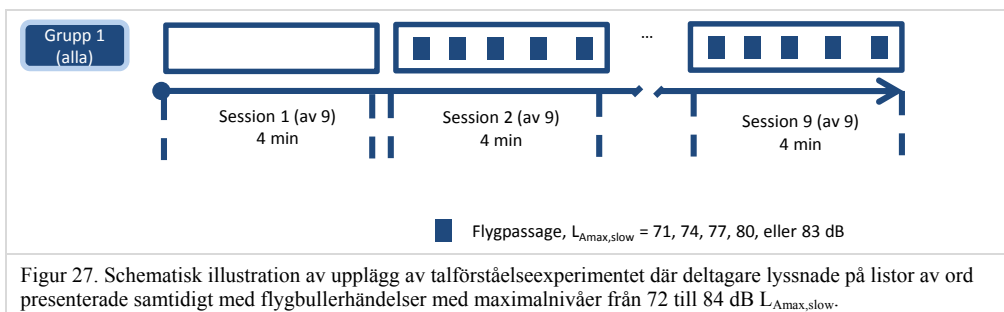 Grupp 1
(alla)
...
Session 1 (av 9)
4 min
Session 2 (av 9)
4 min
Session 9 (av 9)
4 min
Flygpassage, LAmax,slow = 71, 74, 77, 80, eller 83 dB
Figur 27. Schematisk illustration av upplägg av talförståelseexperimentet där deltagare lyssnade på listor av ord
presenterade samtidigt med flygbullerhändelser med maximalnivåer från 72 till 84 dB LAmax,slow.